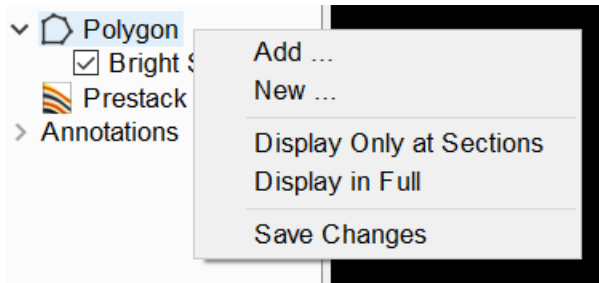 Polygon
Bright
Prestack
Annotations
Add ...
New ...
Display Only at Sections
Display in Full
Save Changes